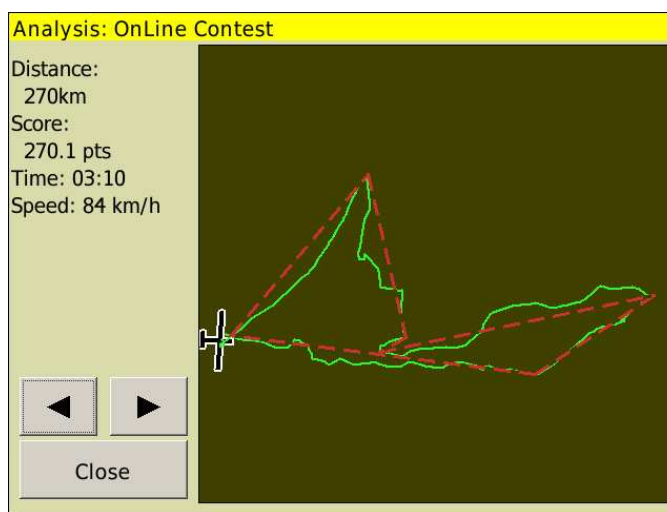 Analysis: OnLine Contest
Distance:
270km
Score:
270.1 pts
Time: 03:10
Speed: 84 km/h
Close